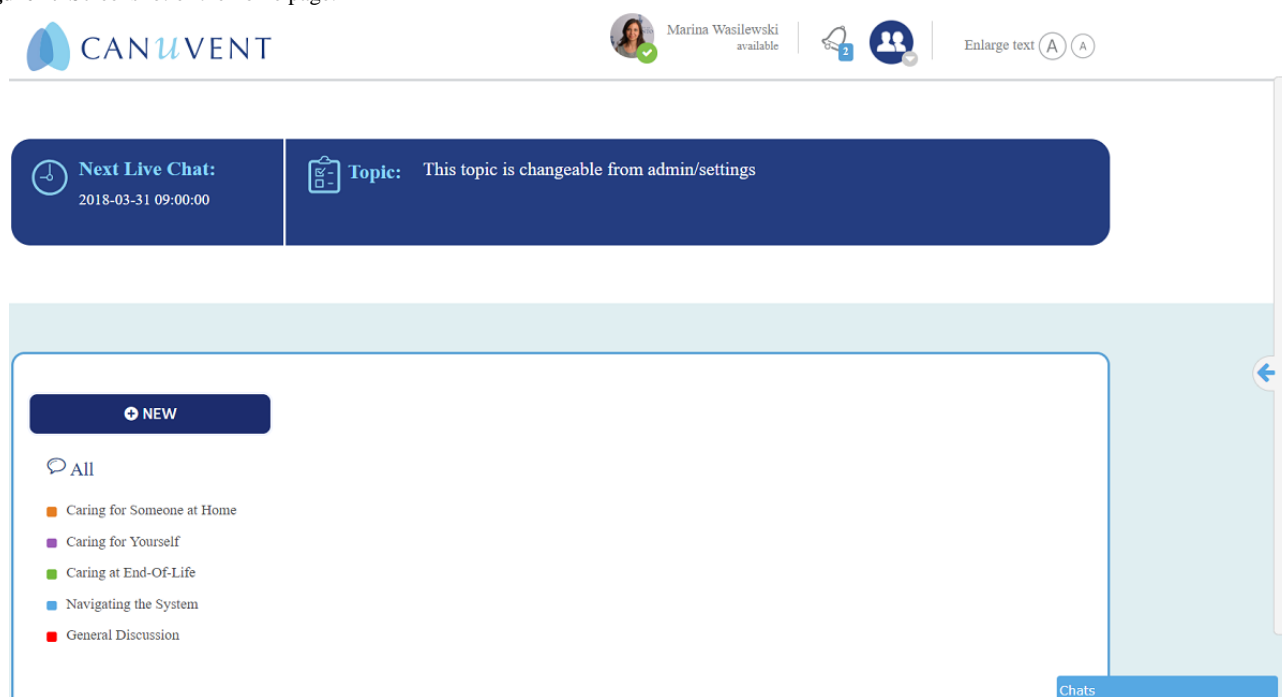 CANUVENT
Marina Wasilewski
available
2
Enlarge text A A
Next Live Chat:
2018-03-31 09:00:00
Topic: This topic is changeable from admin/settings
NEW
All
Caring for Someone at Home
Caring for Yourself
Caring at End-Of-Life
Navigating the System
General Discussion
Chats